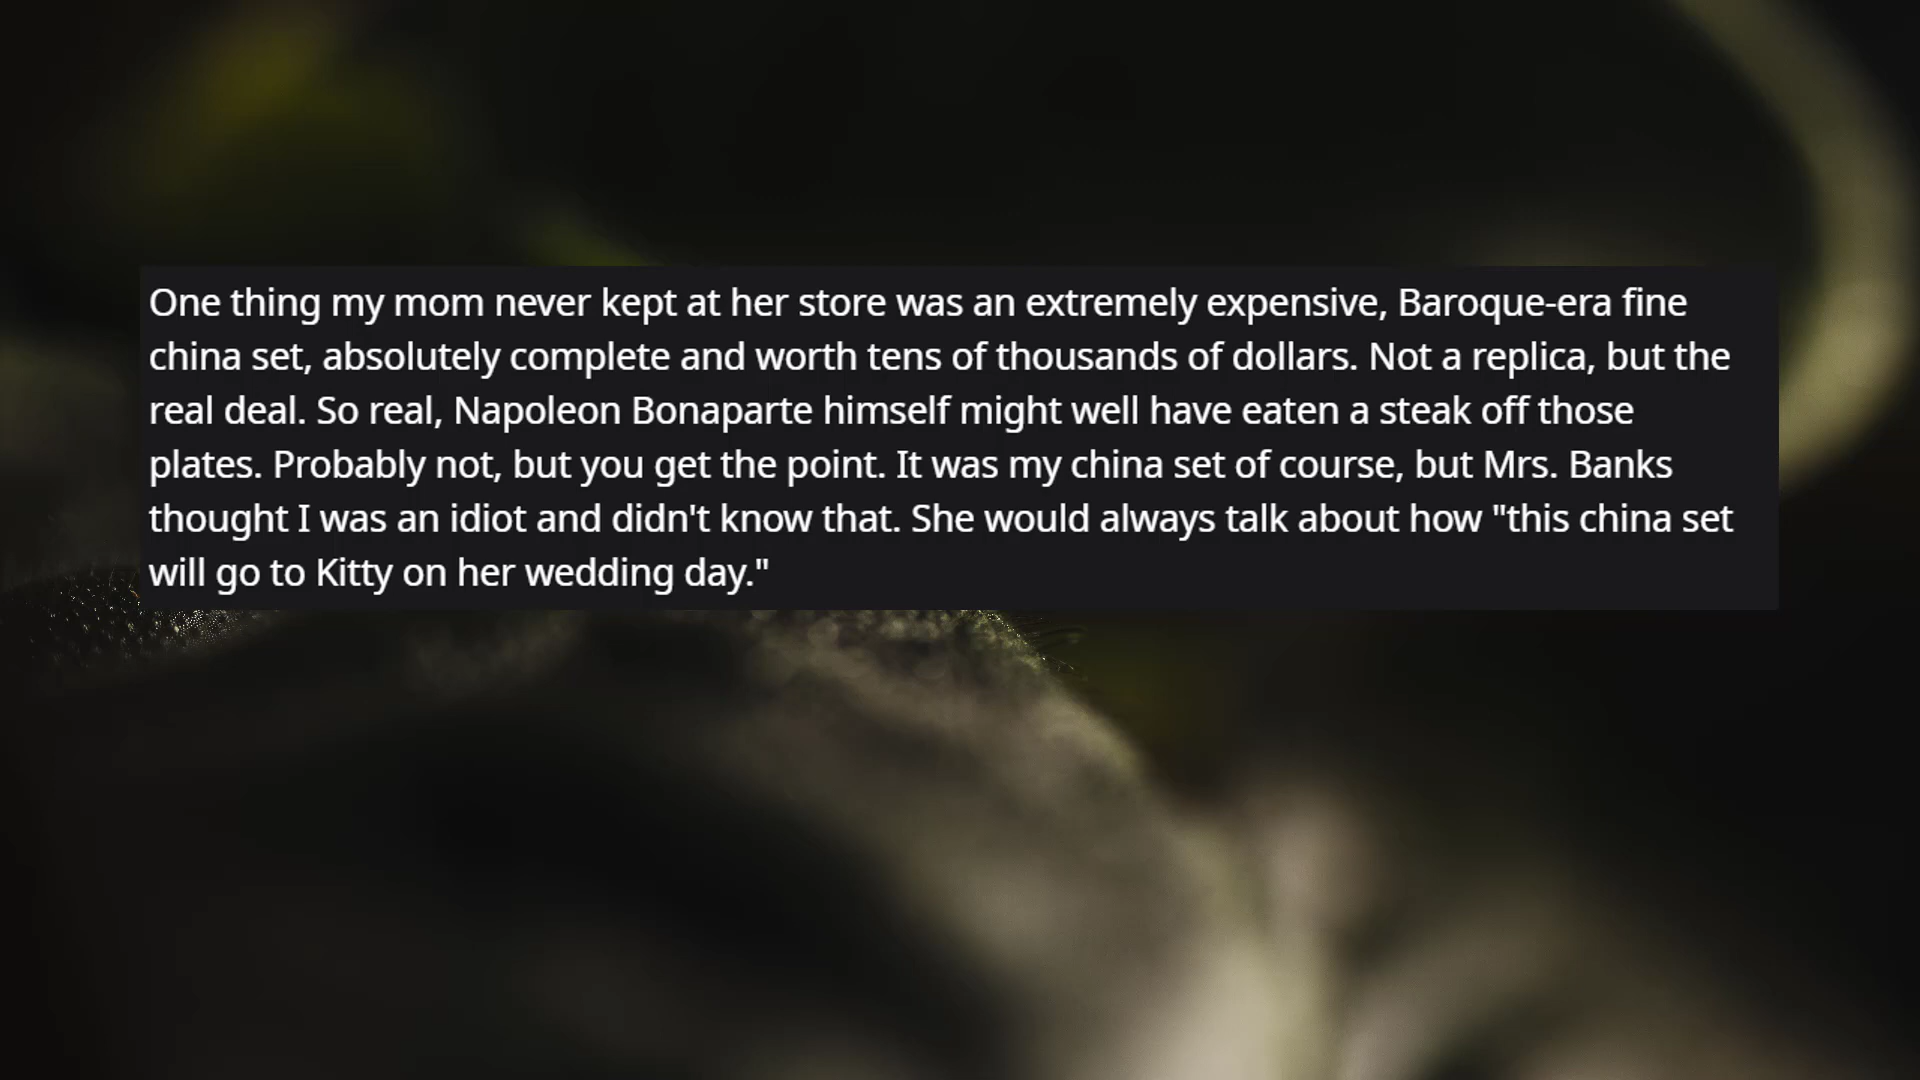 One thing my mom never kept at her store was an extremely expensive, Baroque-era fine
china set, absolutely complete and worth tens of thousands of dollars. Not a replica, but the
real deal. So real, Napoleon Bonaparte himself might well have eaten a steak off those
plates. Probably not, but you get the point. It was my china set of course, but Mrs. Banks
thought I was an idiot and didn't know that. She would always talk about how "this china set
will go to Kitty on her wedding day."